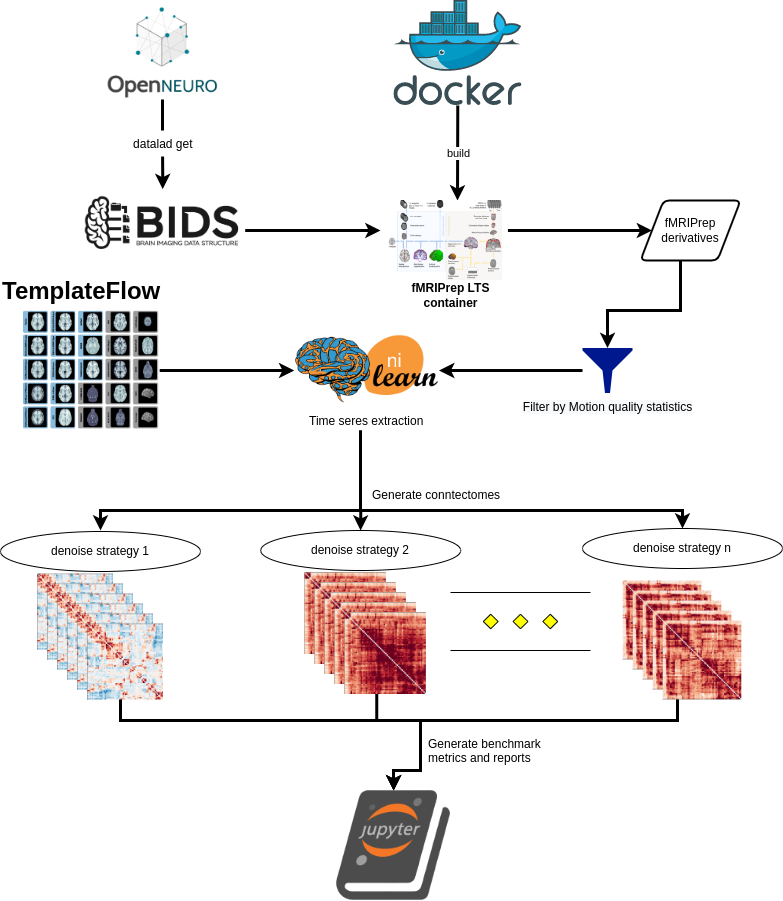 OpenNEURO
docker
datalad get
build
BIDS
BRAIN IMAGING DATA STRUCTURE
fMRIPrep
derivatives
fMRIPrep LTS
container
TemplateFlow
ni
learn
Filter by Motion quality statistics
Time seres extraction
Generate conntectomes
denoise strategy 1
denoise strategy 2
denoise strategy n
Generate benchmark
metrics and reports
jupyter